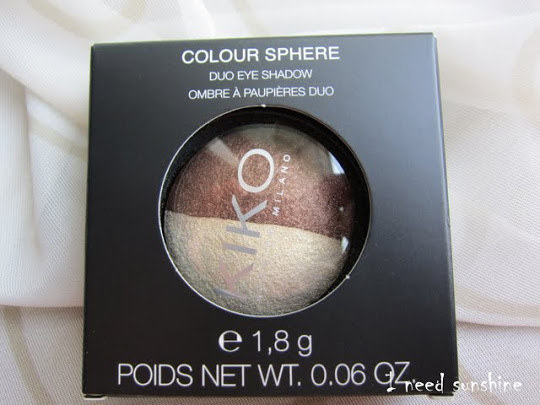 COLOUR SPHERE
DUO EYE SHADOW
OMBRE À PAUPIÈRES DUO
KIKO
MILANO
℮ 1,8 g
POIDS NET WT. 0.06 OZ.
I need sunshine